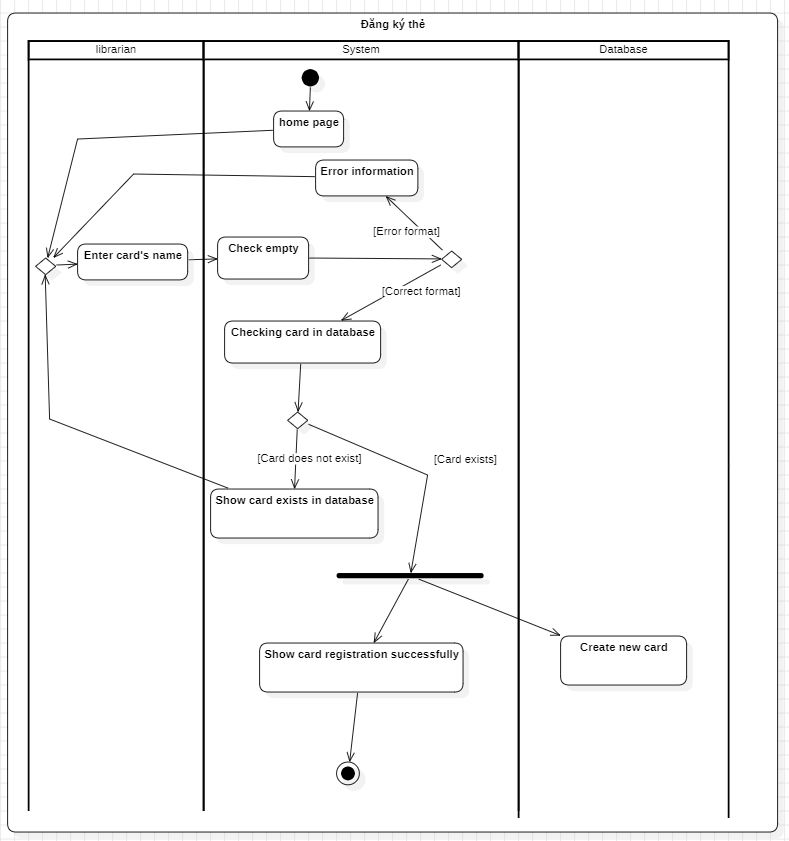 Đăng ký thẻ
librarian
System
Database
home page
Error information
[Error format]
Enter card's name
Check empty
[Correct format]
Checking card in database
[Card does not exist]
[Card exists]
Show card exists in database
Show card registration successfully
Create new card